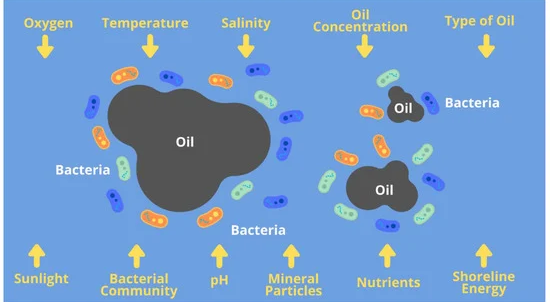 Oxygen
Temperature
Salinity
Oil
Concentration
Type of Oil
Oil
Bacteria
Oil
Bacteria
Oil
Bacteria
Sunlight
Bacterial
Community
pH
Mineral
Particles
Nutrients
Shoreline
Energy